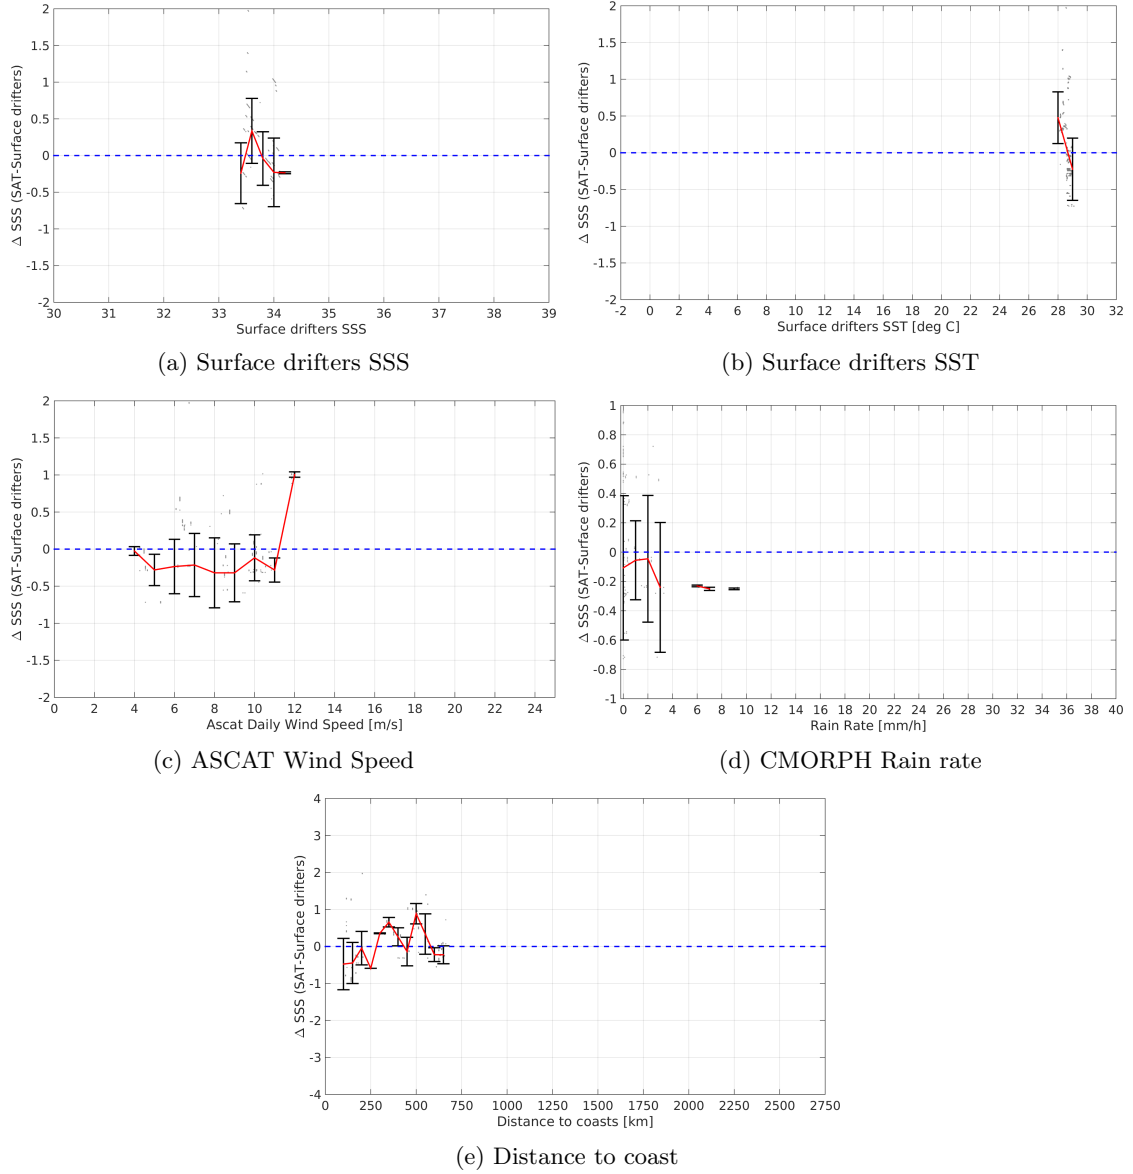 2
1.5
1
0.5
0
-0.5
-1
-1.5
-2
30 31 32 33 34 35 36 37 38 39
Δ SSS (SAT-Surface drifters)
Surface drifters SSS
(a) Surface drifters SSS
2
1.5
1
0.5
0
-0.5
-1
-1.5
-2
-2 0 2 4 6 8 10 12 14 16 18 20 22 24 26 28 30 32
Δ SSS (SAT-Surface drifters)
Surface drifters SST [deg C]
(b) Surface drifters SST
2
1.5
1
0.5
0
-0.5
-1
-1.5
-2
0 2 4 6 8 10 12 14 16 18 20 22 24
Δ SSS (SAT-Surface drifters)
Ascat Daily Wind Speed [m/s]
(c) ASCAT Wind Speed
1
0.8
0.6
0.4
0.2
0
-0.2
-0.4
-0.6
-0.8
-1
0 2 4 6 8 10 12 14 16 18 20 22 24 26 28 30 32 34 36 38 40
Δ SSS (SAT-Surface drifters)
Rain Rate [mm/h]
(d) CMORPH Rain rate
4
3
2
1
0
-1
-2
-3
-4
0 250 500 750 1000 1250 1500 1750 2000 2250 2500 2750
Δ SSS (SAT-Surface drifters)
Distance to coasts [km]
(e) Distance to coast